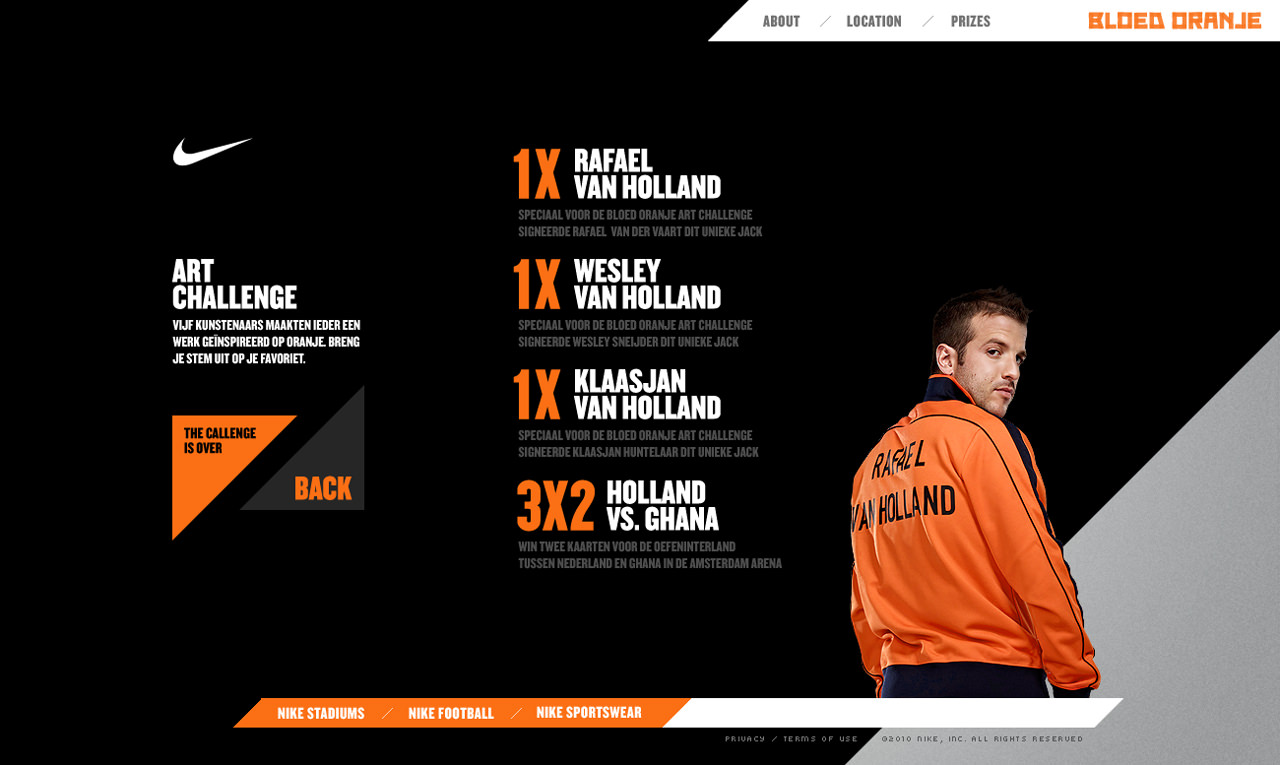 ABOUT / LOCATION / PRIZES
BLOED ORANJE
ART
CHALLENGE
VIJF KUNSTENAARS MAAKTEN IEDER EEN
WERK GEÏNSPIREERD OP ORANJE. BRENG
JE STEM UIT OP JE FAVORIET.
THE CALLENGE
IS OVER
BACK
1X RAFAEL
VAN HOLLAND
SPECIAAL VOOR DE BLOED ORANJE ART CHALLENGE
SIGNEERDE RAFAEL VAN DER VAART DIT UNIEKE JACK
1X WESLEY
VAN HOLLAND
SPECIAAL VOOR DE BLOED ORANJE ART CHALLENGE
SIGNEERDE WESLEY SNEIJDER DIT UNIEKE JACK
1X KLAASJAN
VAN HOLLAND
SPECIAAL VOOR DE BLOED ORANJE ART CHALLENGE
SIGNEERDE KLAASJAN HUNTELAAR DIT UNIEKE JACK
3X2 HOLLAND
VS. GHANA
WIN TWEE KAARTEN VOOR DE OEFENINTERLAND
TUSSEN NEDERLAND EN GHANA IN DE AMSTERDAM ARENA
RAFAEL
VAN HOLLAND
NIKE STADIUMS / NIKE FOOTBALL / NIKE SPORTSWEAR
PRIVACY / TERMS OF USE
©2010 NIKE, INC. ALL RIGHTS RESERVED